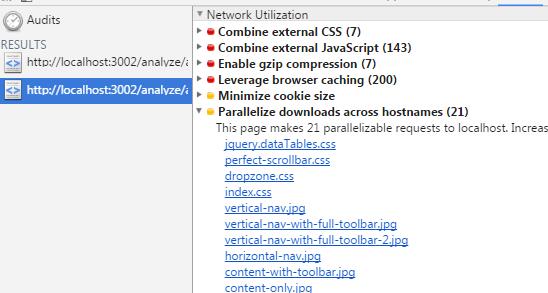 Audits
RESULTS
http://localhost:3002/analyze/
http://localhost:3002/analyze/
Network Utilization
Combine external CSS (7)
Combine external JavaScript (143)
Enable gzip compression (7)
Leverage browser caching (200)
Minimize cookie size
Parallelize downloads across hostnames (21)
This page makes 21 parallelizable requests to localhost. Increa
jquery.dataTables.css
perfect-scrollbar.css
dropzone.css
index.css
vertical-nav.jpg
vertical-nav-with-full-toolbar.jpg
vertical-nav-with-full-toolbar-2.jpg
horizontal-nav.jpg
content-with-toolbar.jpg
content-only.jpg